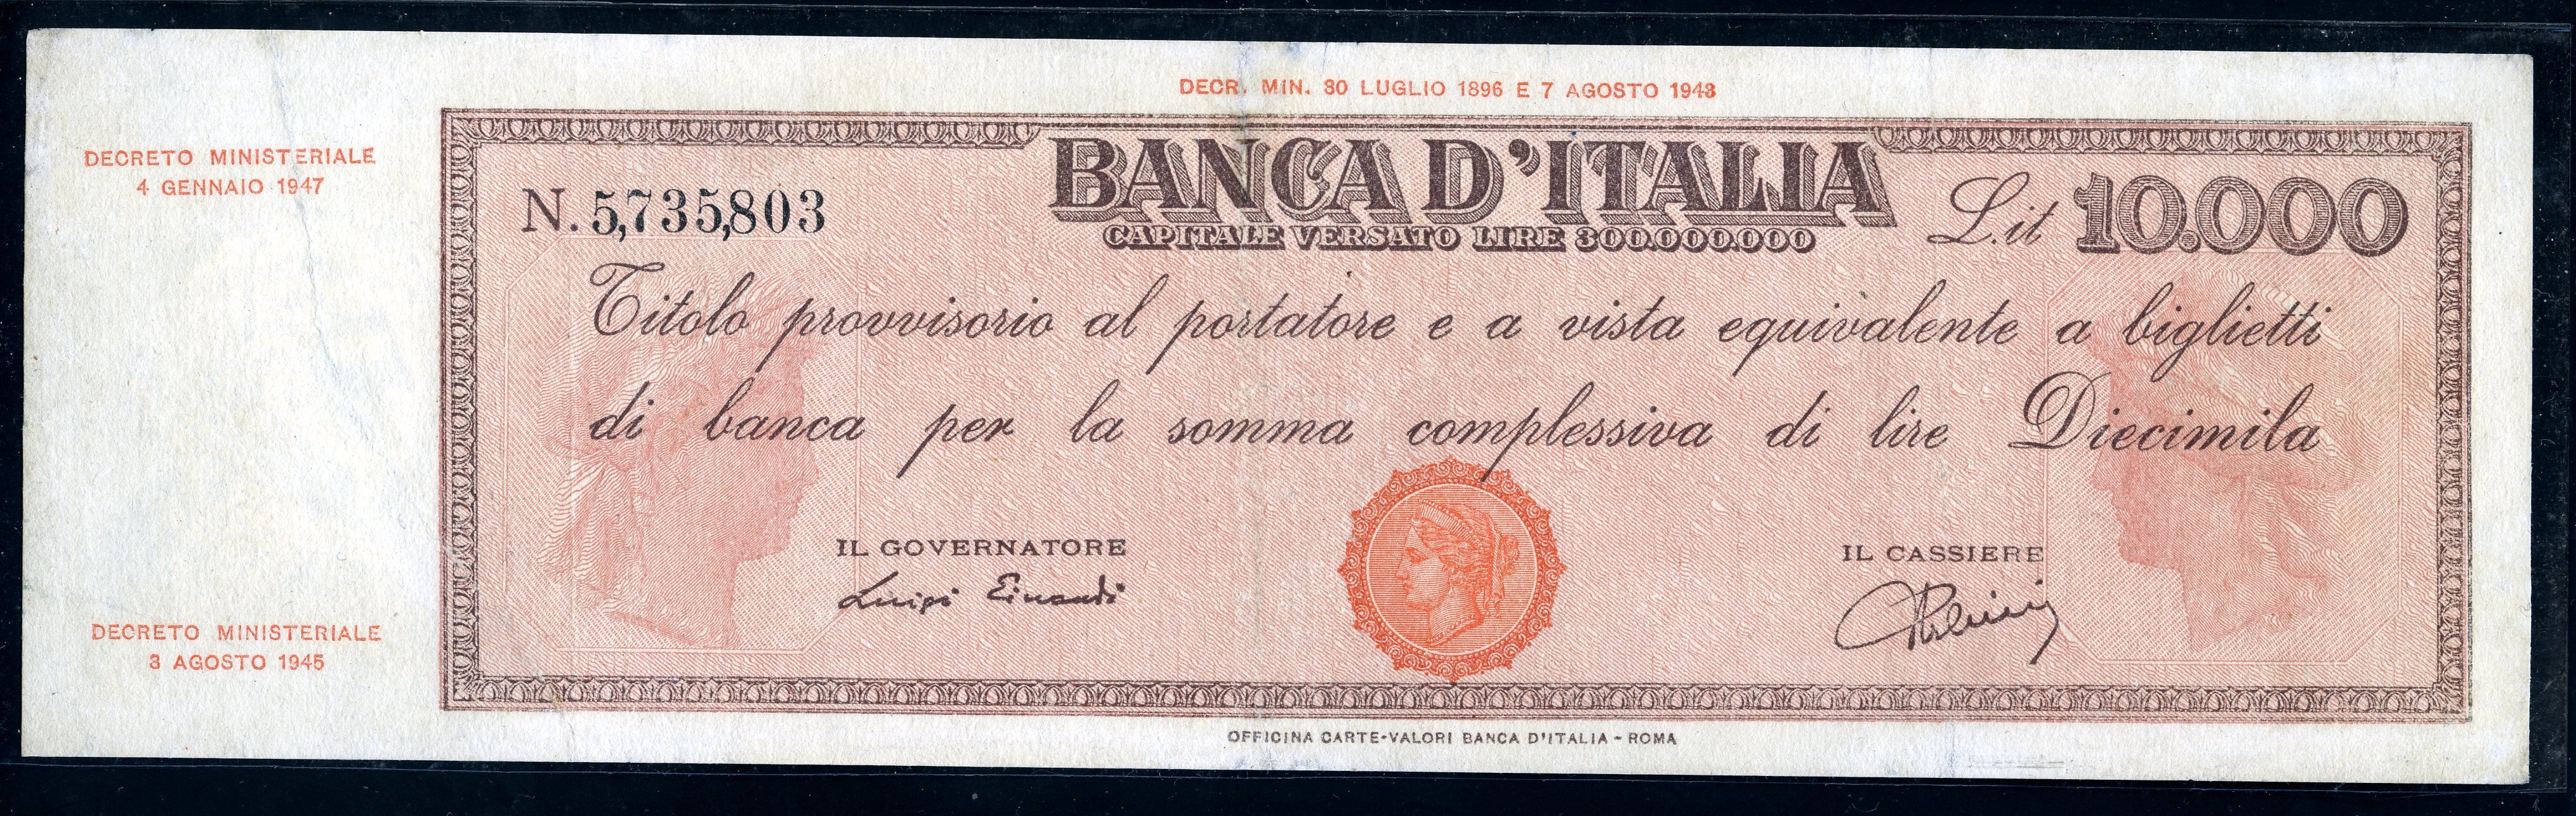 DECR. MIN. 30 LUGLIO 1896 E 7 AGOSTO 1943
DECRETO MINISTERIALE
4 GENNAIO 1947
BANCA D'ITALIA
CAPITALE VERSATO LIRE 300.000.000
N. 5,735,803
L.it 10.000
Titolo provvisorio al portatore e a vista equivalente a biglietti
di banca per la somma complessiva di lire Diecimila
IL GOVERNATORE
Luigi Einaudi
IL CASSIERE
DECRETO MINISTERIALE
3 AGOSTO 1945
OFFICINA CARTE-VALORI BANCA D'ITALIA - ROMA